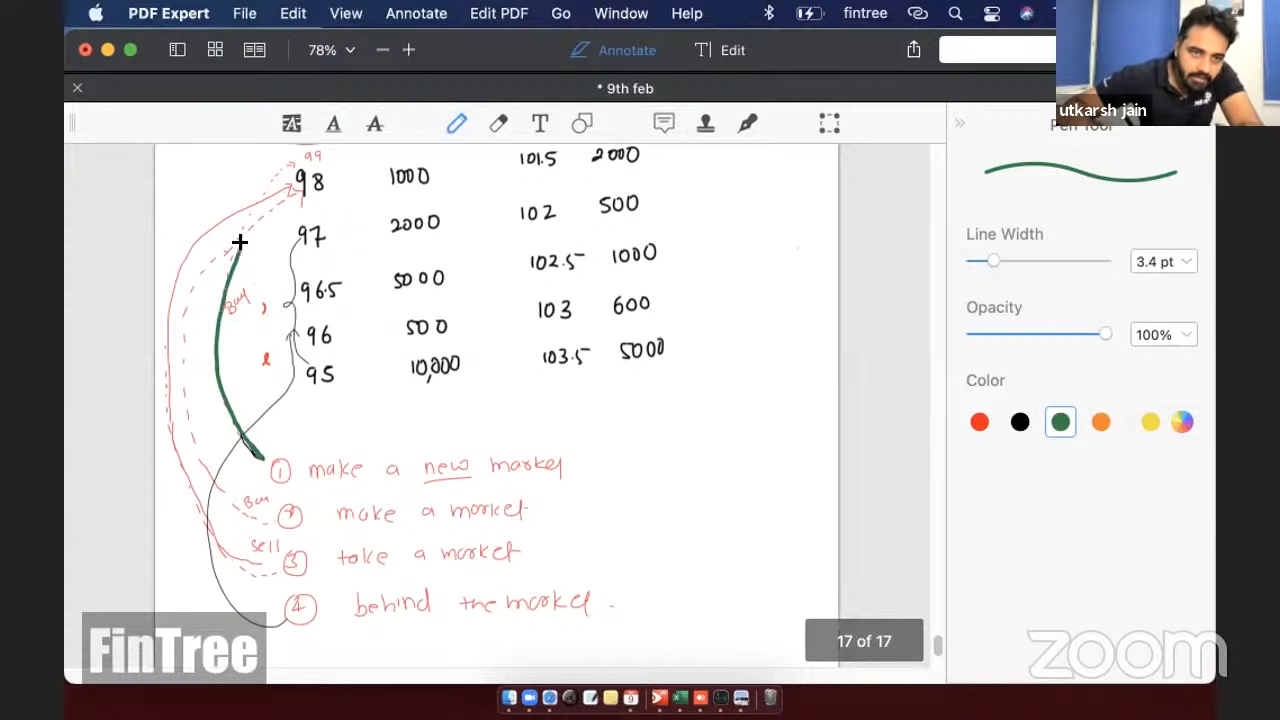 PDF Expert File Edit View Annotate Edit PDF Go Window Help fintree
78% Annotate T Edit
* 9th feb
utkarsh jain
Pen Tool
A A A T
99
98 1000 101.5 2000
97 2000 102 500
96.5 5000 102.5 1000
Buy
96 500 103 600
95 10,000 103.5 5000
1 make a new market
Buy 2 make a market
Sell 3 take a market
4 behind the market.
Line Width
3.4 pt
Opacity
100%
Color
17 of 17
FinTree
zoom